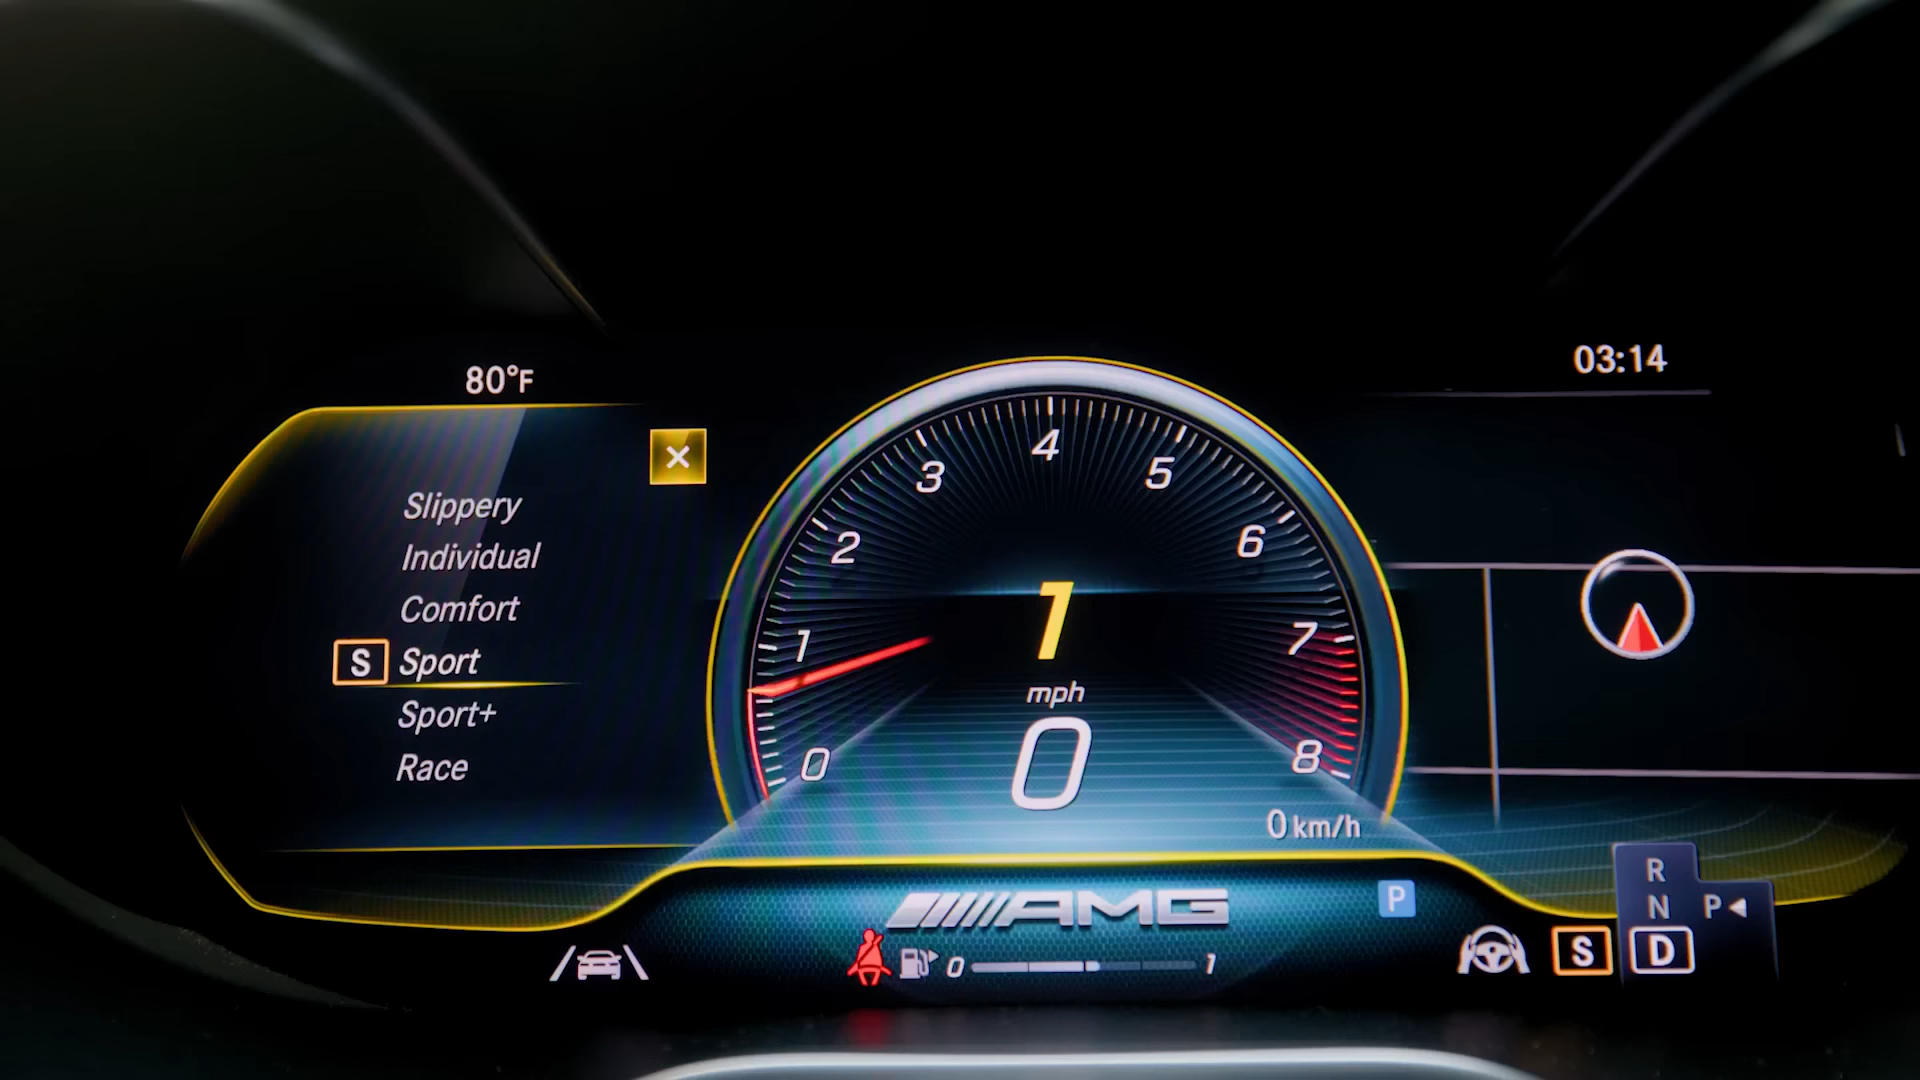 80°F
03:14
Slippery
Individual
Comfort
S Sport
Sport+
Race
0
1
2
3
4
5
6
7
8
1
mph
0
0 km/h
AMG
P
0
1
S
R
N
D
P